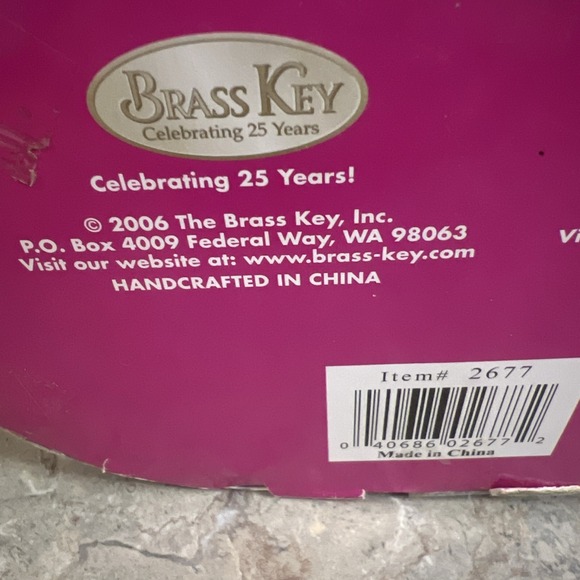 BRASS KEY
Celebrating 25 Years
Celebrating 25 Years!
© 2006 The Brass Key, Inc.
P.O. Box 4009 Federal Way, WA 98063
Visit our website at: www.brass-key.com
HANDCRAFTED IN CHINA
Vi
Item# 2677
0 40686 02677 2
Made in China